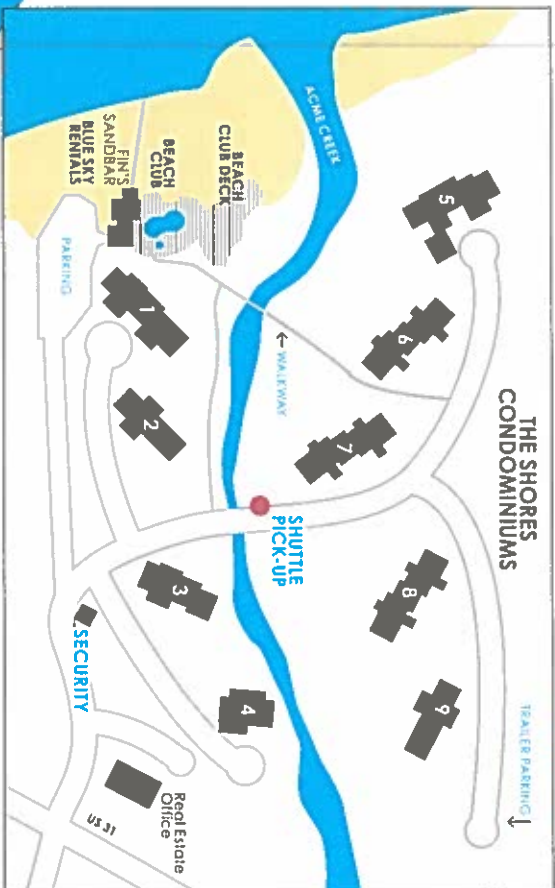 THE SHORES
CONDOMINIUMS
TRAILER PARKING
5
6
7
8
9
ACME CREEK
WALKWAY
SHUTTLE
PICK-UP
BEACH
CLUB DECK
BEACH
CLUB
FIN'S
SANDBAR
BLUE SKY
RENTALS
PARKING
1
2
3
4
SECURITY
Real Estate
Office
US 31